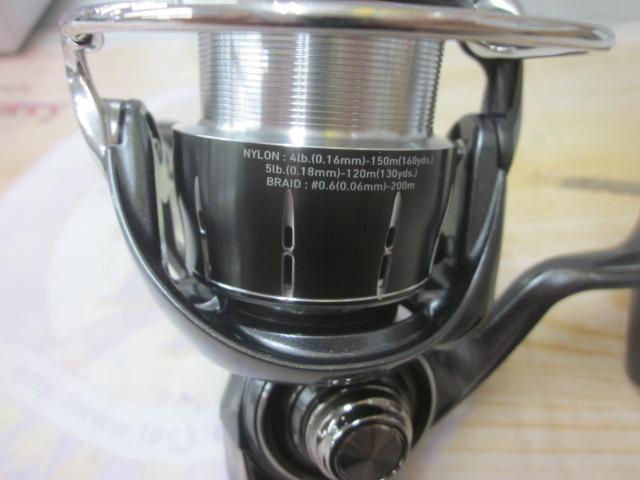 NYLON : 4lb.(0.16mm)-150m(160yds.)
5lb.(0.18mm)-120m(130yds.)
BRAID : #0.6(0.06mm)-200m